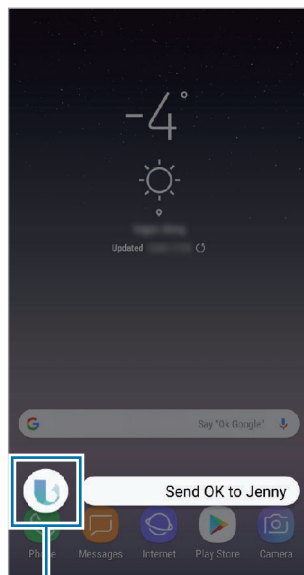 -4°
Updated
Say "Ok Google"
Send OK to Jenny
Phone Messages Internet Play Store Camera